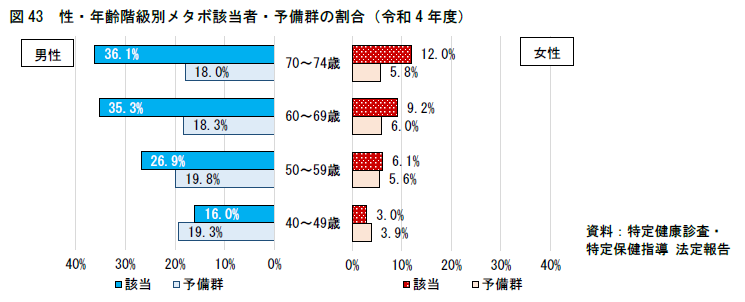 図43 性・年齢階級別メタボ該当者・予備群の割合（令和４年度）
男性
女性
36.1%
18.0%
70～74歳
12.0%
5.8%
35.3%
18.3%
60～69歳
9.2%
6.0%
26.9%
19.8%
50～59歳
6.1%
5.6%
16.0%
19.3%
40～49歳
3.0%
3.9%
40% 30% 20% 10% 0%
0% 10% 20% 30% 40%
該当 予備群
該当 予備群
資料：特定健康診査・
特定保健指導 法定報告